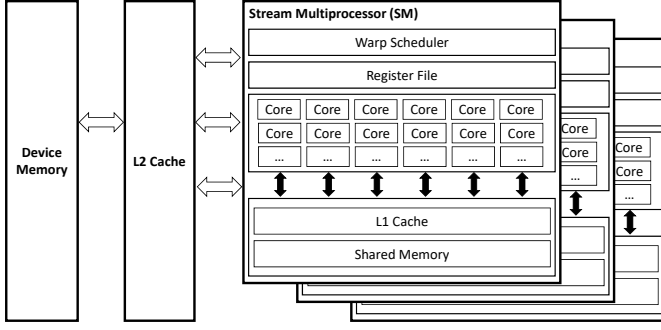 Stream Multiprocessor (SM)
Warp Scheduler
Register File
Core Core Core Core Core Core
Core Core Core Core Core Core
... ... ... ... ... ...
Core
Core
...
Core
Core
...
Device
Memory
L2 Cache
L1 Cache
Shared Memory